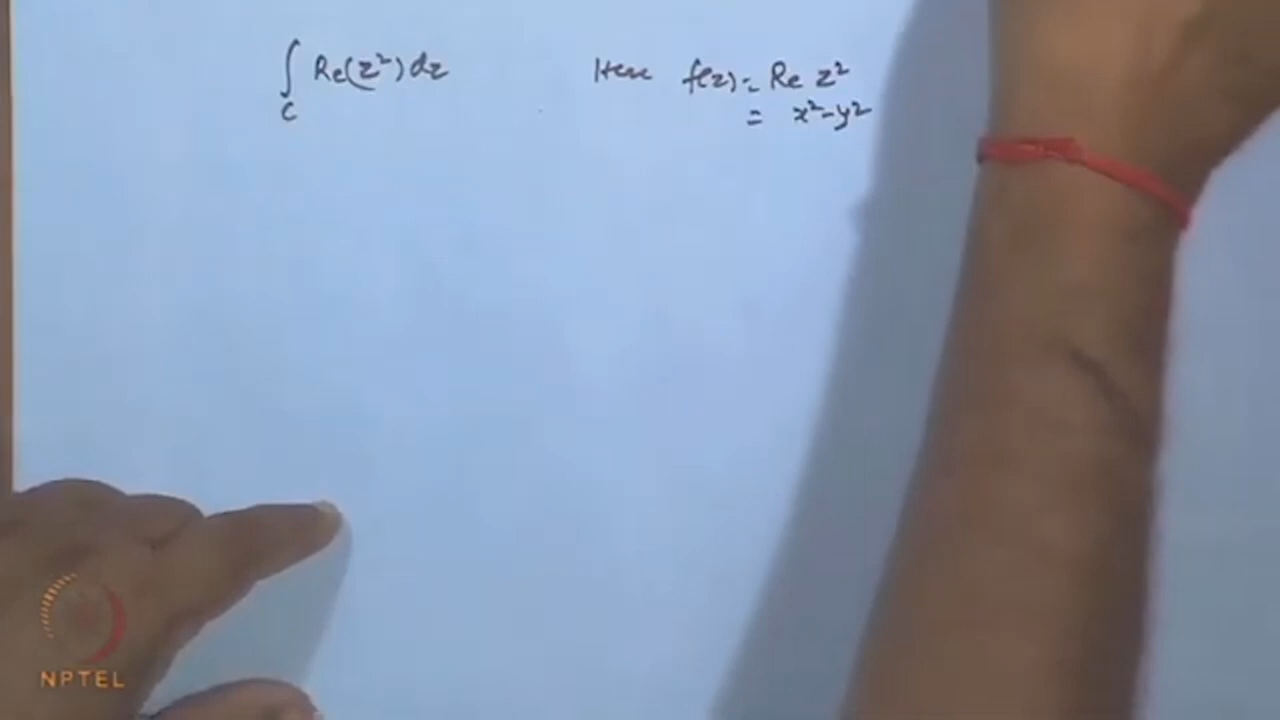 ∫_C Re(z²) dz Here f(z) = Re z²
= x² - y²
NPTEL